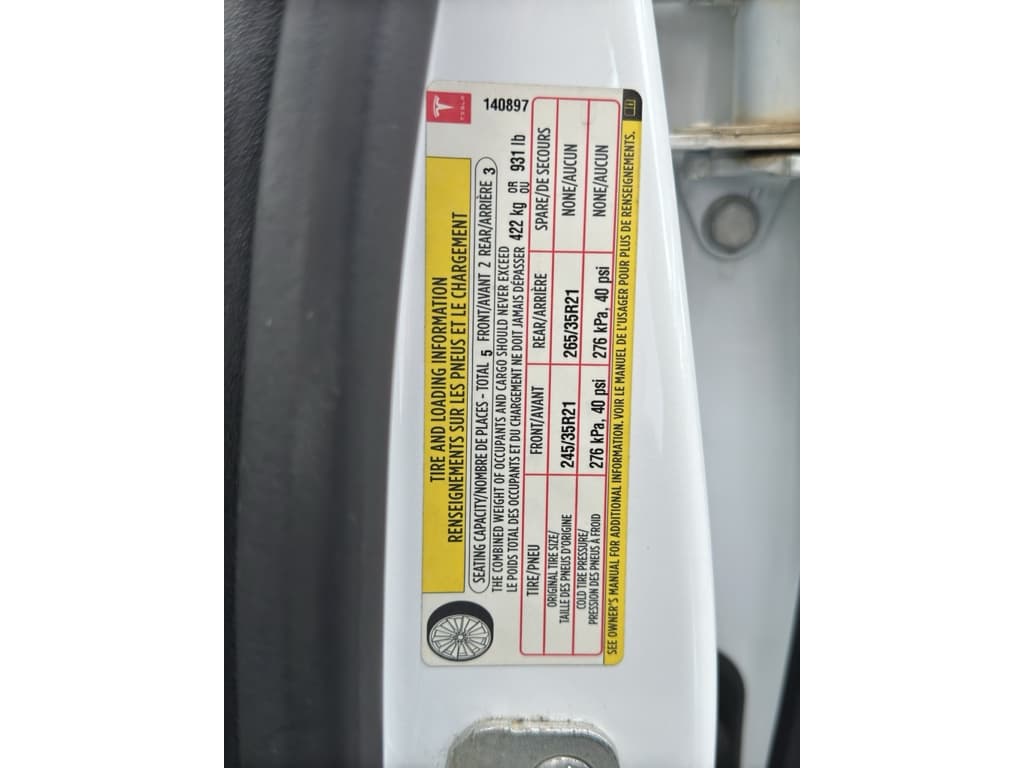 TESLA
140897
TIRE AND LOADING INFORMATION
RENSEIGNEMENTS SUR LES PNEUS ET LE CHARGEMENT
SEATING CAPACITY/NOMBRE DE PLACES - TOTAL 5 FRONT/AVANT 2 REAR/ARRIÈRE 3
THE COMBINED WEIGHT OF OCCUPANTS AND CARGO SHOULD NEVER EXCEED
LE POIDS TOTAL DES OCCUPANTS ET DU CHARGEMENT NE DOIT JAMAIS DÉPASSER
422 kg OR OU 931 lb
TIRE/PNEU FRONT/AVANT REAR/ARRIÈRE SPARE/DE SECOURS
ORIGINAL TIRE SIZE/
TAILLE DES PNEUS D'ORIGINE
245/35R21 265/35R21 NONE/AUCUN
COLD TIRE PRESSURE/
PRESSION DES PNEUS À FROID
276 kPa, 40 psi 276 kPa, 40 psi NONE/AUCUN
SEE OWNER'S MANUAL FOR ADDITIONAL INFORMATION. VOIR LE MANUEL DE L'USAGER POUR PLUS DE RENSEIGNEMENTS.